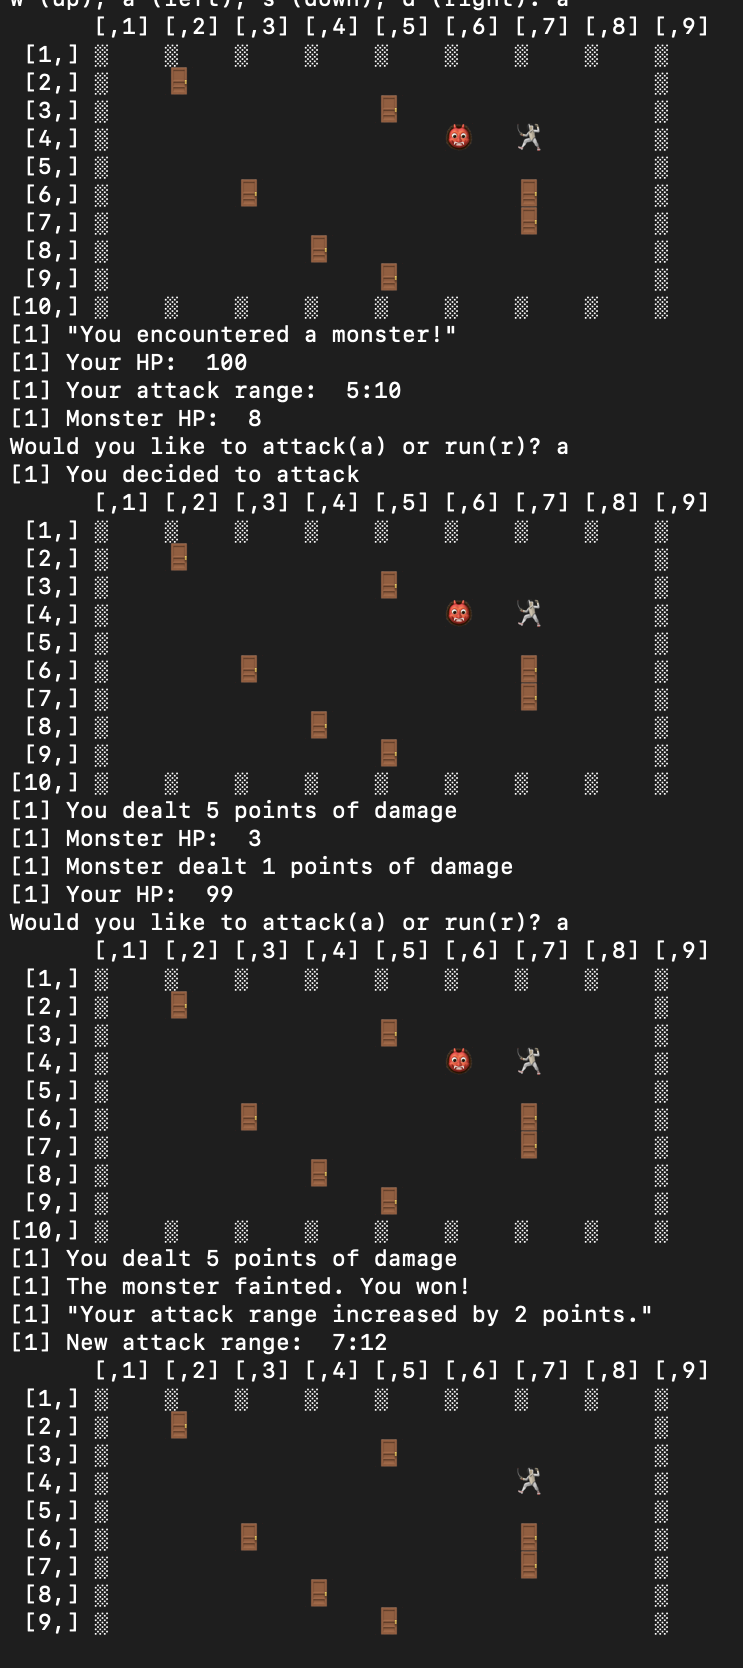 w (up), a (left), s (down), d (right): a
[,1] [,2] [,3] [,4] [,5] [,6] [,7] [,8] [,9]
[1,] ▒ ▒ ▒ ▒ ▒ ▒ ▒ ▒ ▒
[2,] ▒ 🚪 ▒
[3,] ▒ 🚪 ▒
[4,] ▒ 👹 🤺 ▒
[5,] ▒ ▒
[6,] ▒ 🚪 🚪 ▒
[7,] ▒ 🚪 ▒
[8,] ▒ 🚪 ▒
[9,] ▒ 🚪 ▒
[10,] ▒ ▒ ▒ ▒ ▒ ▒ ▒ ▒ ▒
[1] "You encountered a monster!"
[1] Your HP:  100
[1] Your attack range:  5:10
[1] Monster HP:  8
Would you like to attack(a) or run(r)? a
[1] You decided to attack
[,1] [,2] [,3] [,4] [,5] [,6] [,7] [,8] [,9]
[1,] ▒ ▒ ▒ ▒ ▒ ▒ ▒ ▒ ▒
[2,] ▒ 🚪 ▒
[3,] ▒ 🚪 ▒
[4,] ▒ 👹 🤺 ▒
[5,] ▒ ▒
[6,] ▒ 🚪 🚪 ▒
[7,] ▒ 🚪 ▒
[8,] ▒ 🚪 ▒
[9,] ▒ 🚪 ▒
[10,] ▒ ▒ ▒ ▒ ▒ ▒ ▒ ▒ ▒
[1] You dealt 5 points of damage
[1] Monster HP:  3
[1] Monster dealt 1 points of damage
[1] Your HP:  99
Would you like to attack(a) or run(r)? a
[,1] [,2] [,3] [,4] [,5] [,6] [,7] [,8] [,9]
[1,] ▒ ▒ ▒ ▒ ▒ ▒ ▒ ▒ ▒
[2,] ▒ 🚪 ▒
[3,] ▒ 🚪 ▒
[4,] ▒ 👹 🤺 ▒
[5,] ▒ ▒
[6,] ▒ 🚪 🚪 ▒
[7,] ▒ 🚪 ▒
[8,] ▒ 🚪 ▒
[9,] ▒ 🚪 ▒
[10,] ▒ ▒ ▒ ▒ ▒ ▒ ▒ ▒ ▒
[1] You dealt 5 points of damage
[1] The monster fainted. You won!
[1] "Your attack range increased by 2 points."
[1] New attack range:  7:12
[,1] [,2] [,3] [,4] [,5] [,6] [,7] [,8] [,9]
[1,] ▒ ▒ ▒ ▒ ▒ ▒ ▒ ▒ ▒
[2,] ▒ 🚪 ▒
[3,] ▒ 🚪 ▒
[4,] ▒ 🤺 ▒
[5,] ▒ ▒
[6,] ▒ 🚪 🚪 ▒
[7,] ▒ 🚪 ▒
[8,] ▒ 🚪 ▒
[9,] ▒ 🚪 ▒